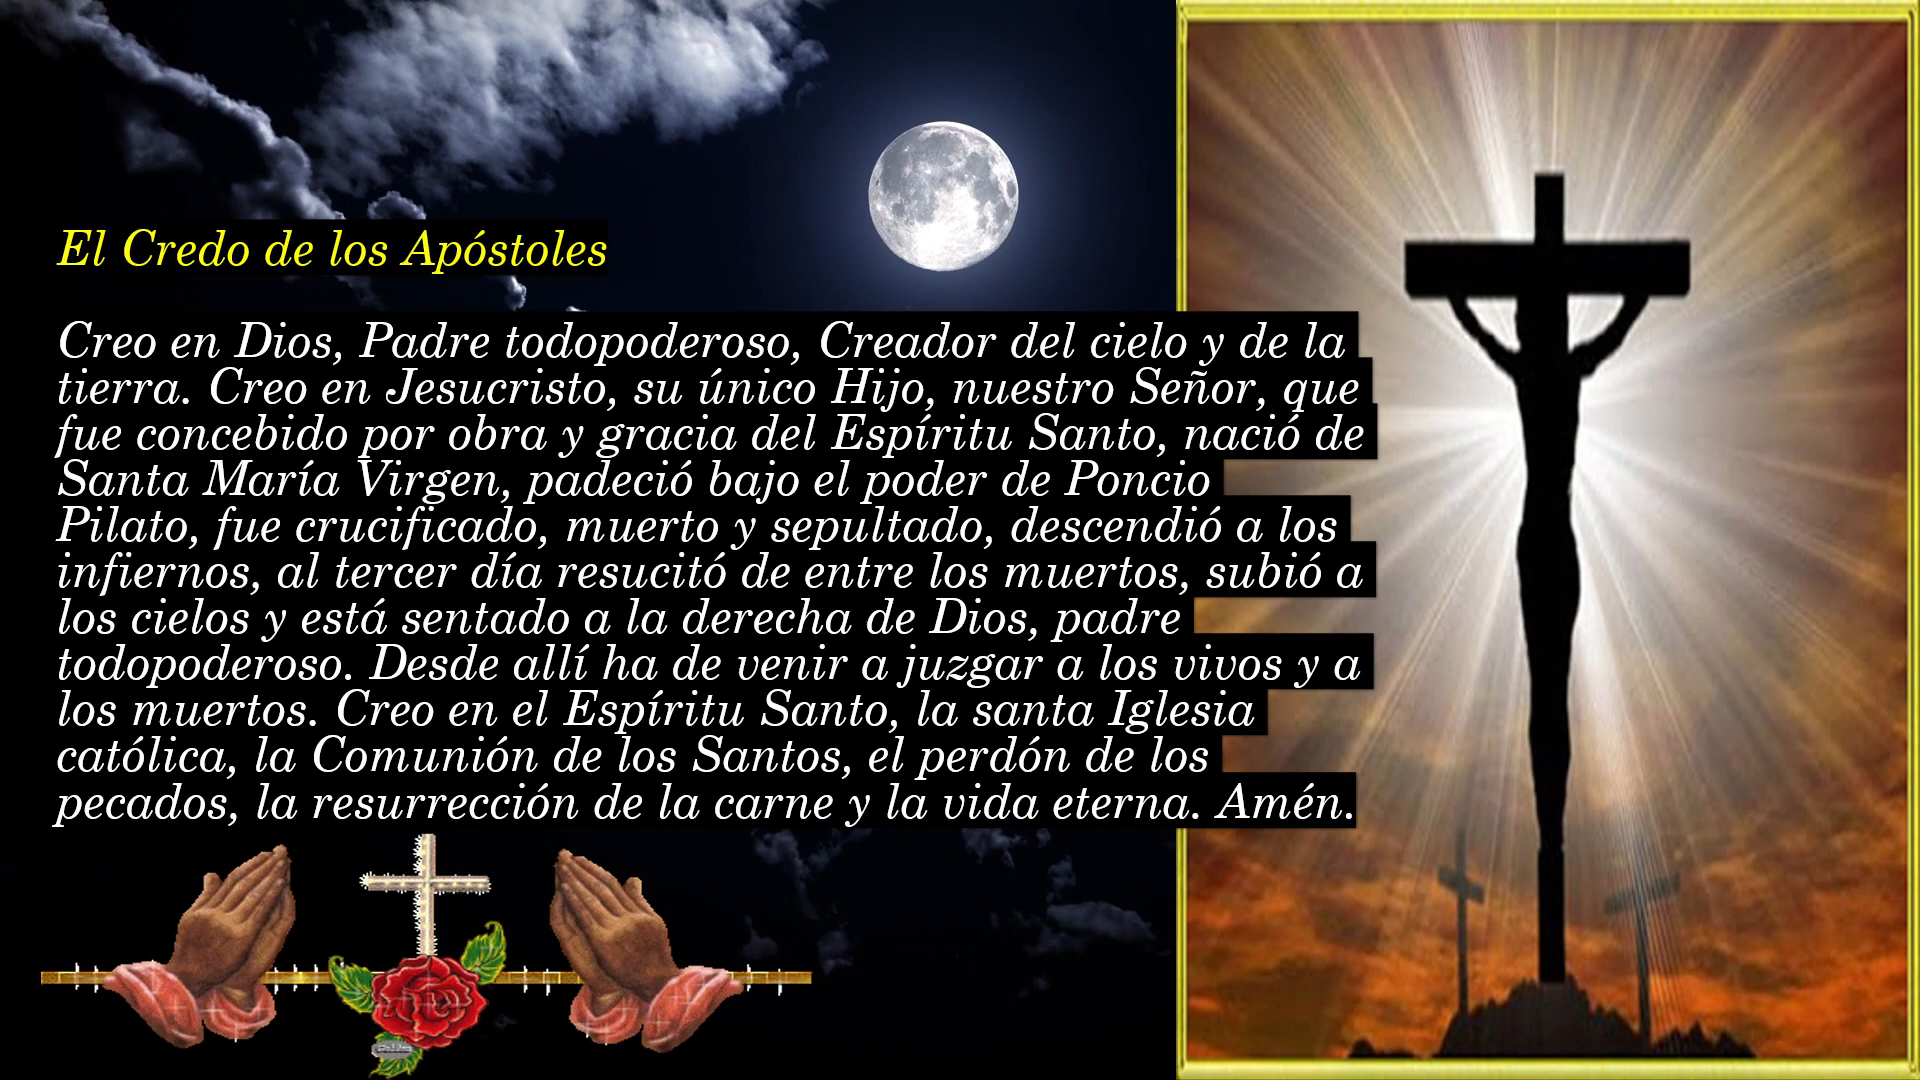 El Credo de los Apóstoles
Creo en Dios, Padre todopoderoso, Creador del cielo y de la
tierra. Creo en Jesucristo, su único Hijo, nuestro Señor, que
fue concebido por obra y gracia del Espíritu Santo, nació de
Santa María Virgen, padeció bajo el poder de Poncio
Pilato, fue crucificado, muerto y sepultado, descendió a los
infiernos, al tercer día resucitó de entre los muertos, subió a
los cielos y está sentado a la derecha de Dios, padre
todopoderoso. Desde allí ha de venir a juzgar a los vivos y a
los muertos. Creo en el Espíritu Santo, la santa Iglesia
católica, la Comunión de los Santos, el perdón de los
pecados, la resurrección de la carne y la vida eterna. Amén.